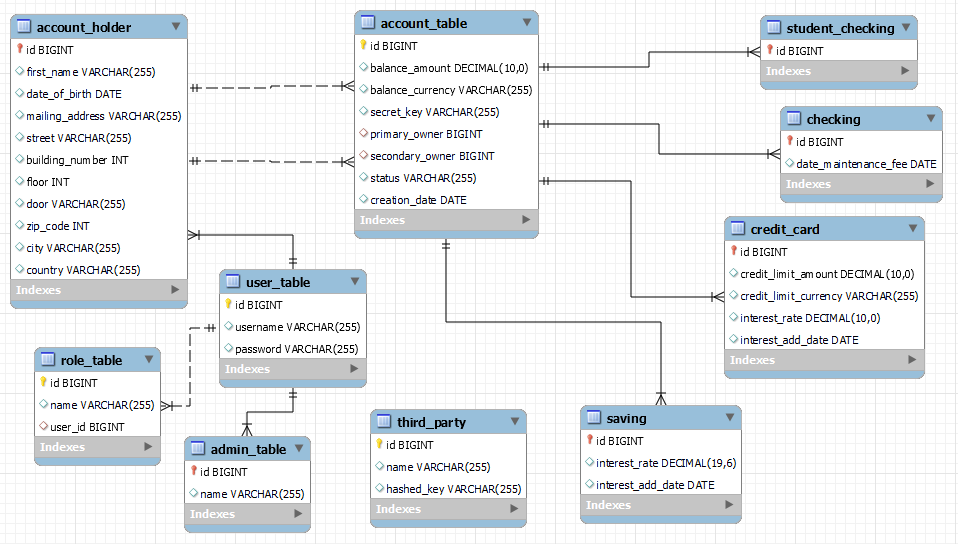 account_holder
id BIGINT
first_name VARCHAR(255)
date_of_birth DATE
mailing_address VARCHAR(255)
street VARCHAR(255)
building_number INT
floor INT
door VARCHAR(255)
zip_code INT
city VARCHAR(255)
country VARCHAR(255)
Indexes
account_table
id BIGINT
balance_amount DECIMAL(10,0)
balance_currency VARCHAR(255)
secret_key VARCHAR(255)
primary_owner BIGINT
secondary_owner BIGINT
status VARCHAR(255)
creation_date DATE
Indexes
student_checking
id BIGINT
Indexes
checking
id BIGINT
date_maintenance_fee DATE
Indexes
credit_card
id BIGINT
credit_limit_amount DECIMAL(10,0)
credit_limit_currency VARCHAR(255)
interest_rate DECIMAL(10,0)
interest_add_date DATE
Indexes
user_table
id BIGINT
username VARCHAR(255)
password VARCHAR(255)
Indexes
role_table
id BIGINT
name VARCHAR(255)
user_id BIGINT
Indexes
admin_table
id BIGINT
name VARCHAR(255)
Indexes
third_party
id BIGINT
name VARCHAR(255)
hashed_key VARCHAR(255)
Indexes
saving
id BIGINT
interest_rate DECIMAL(19,6)
interest_add_date DATE
Indexes